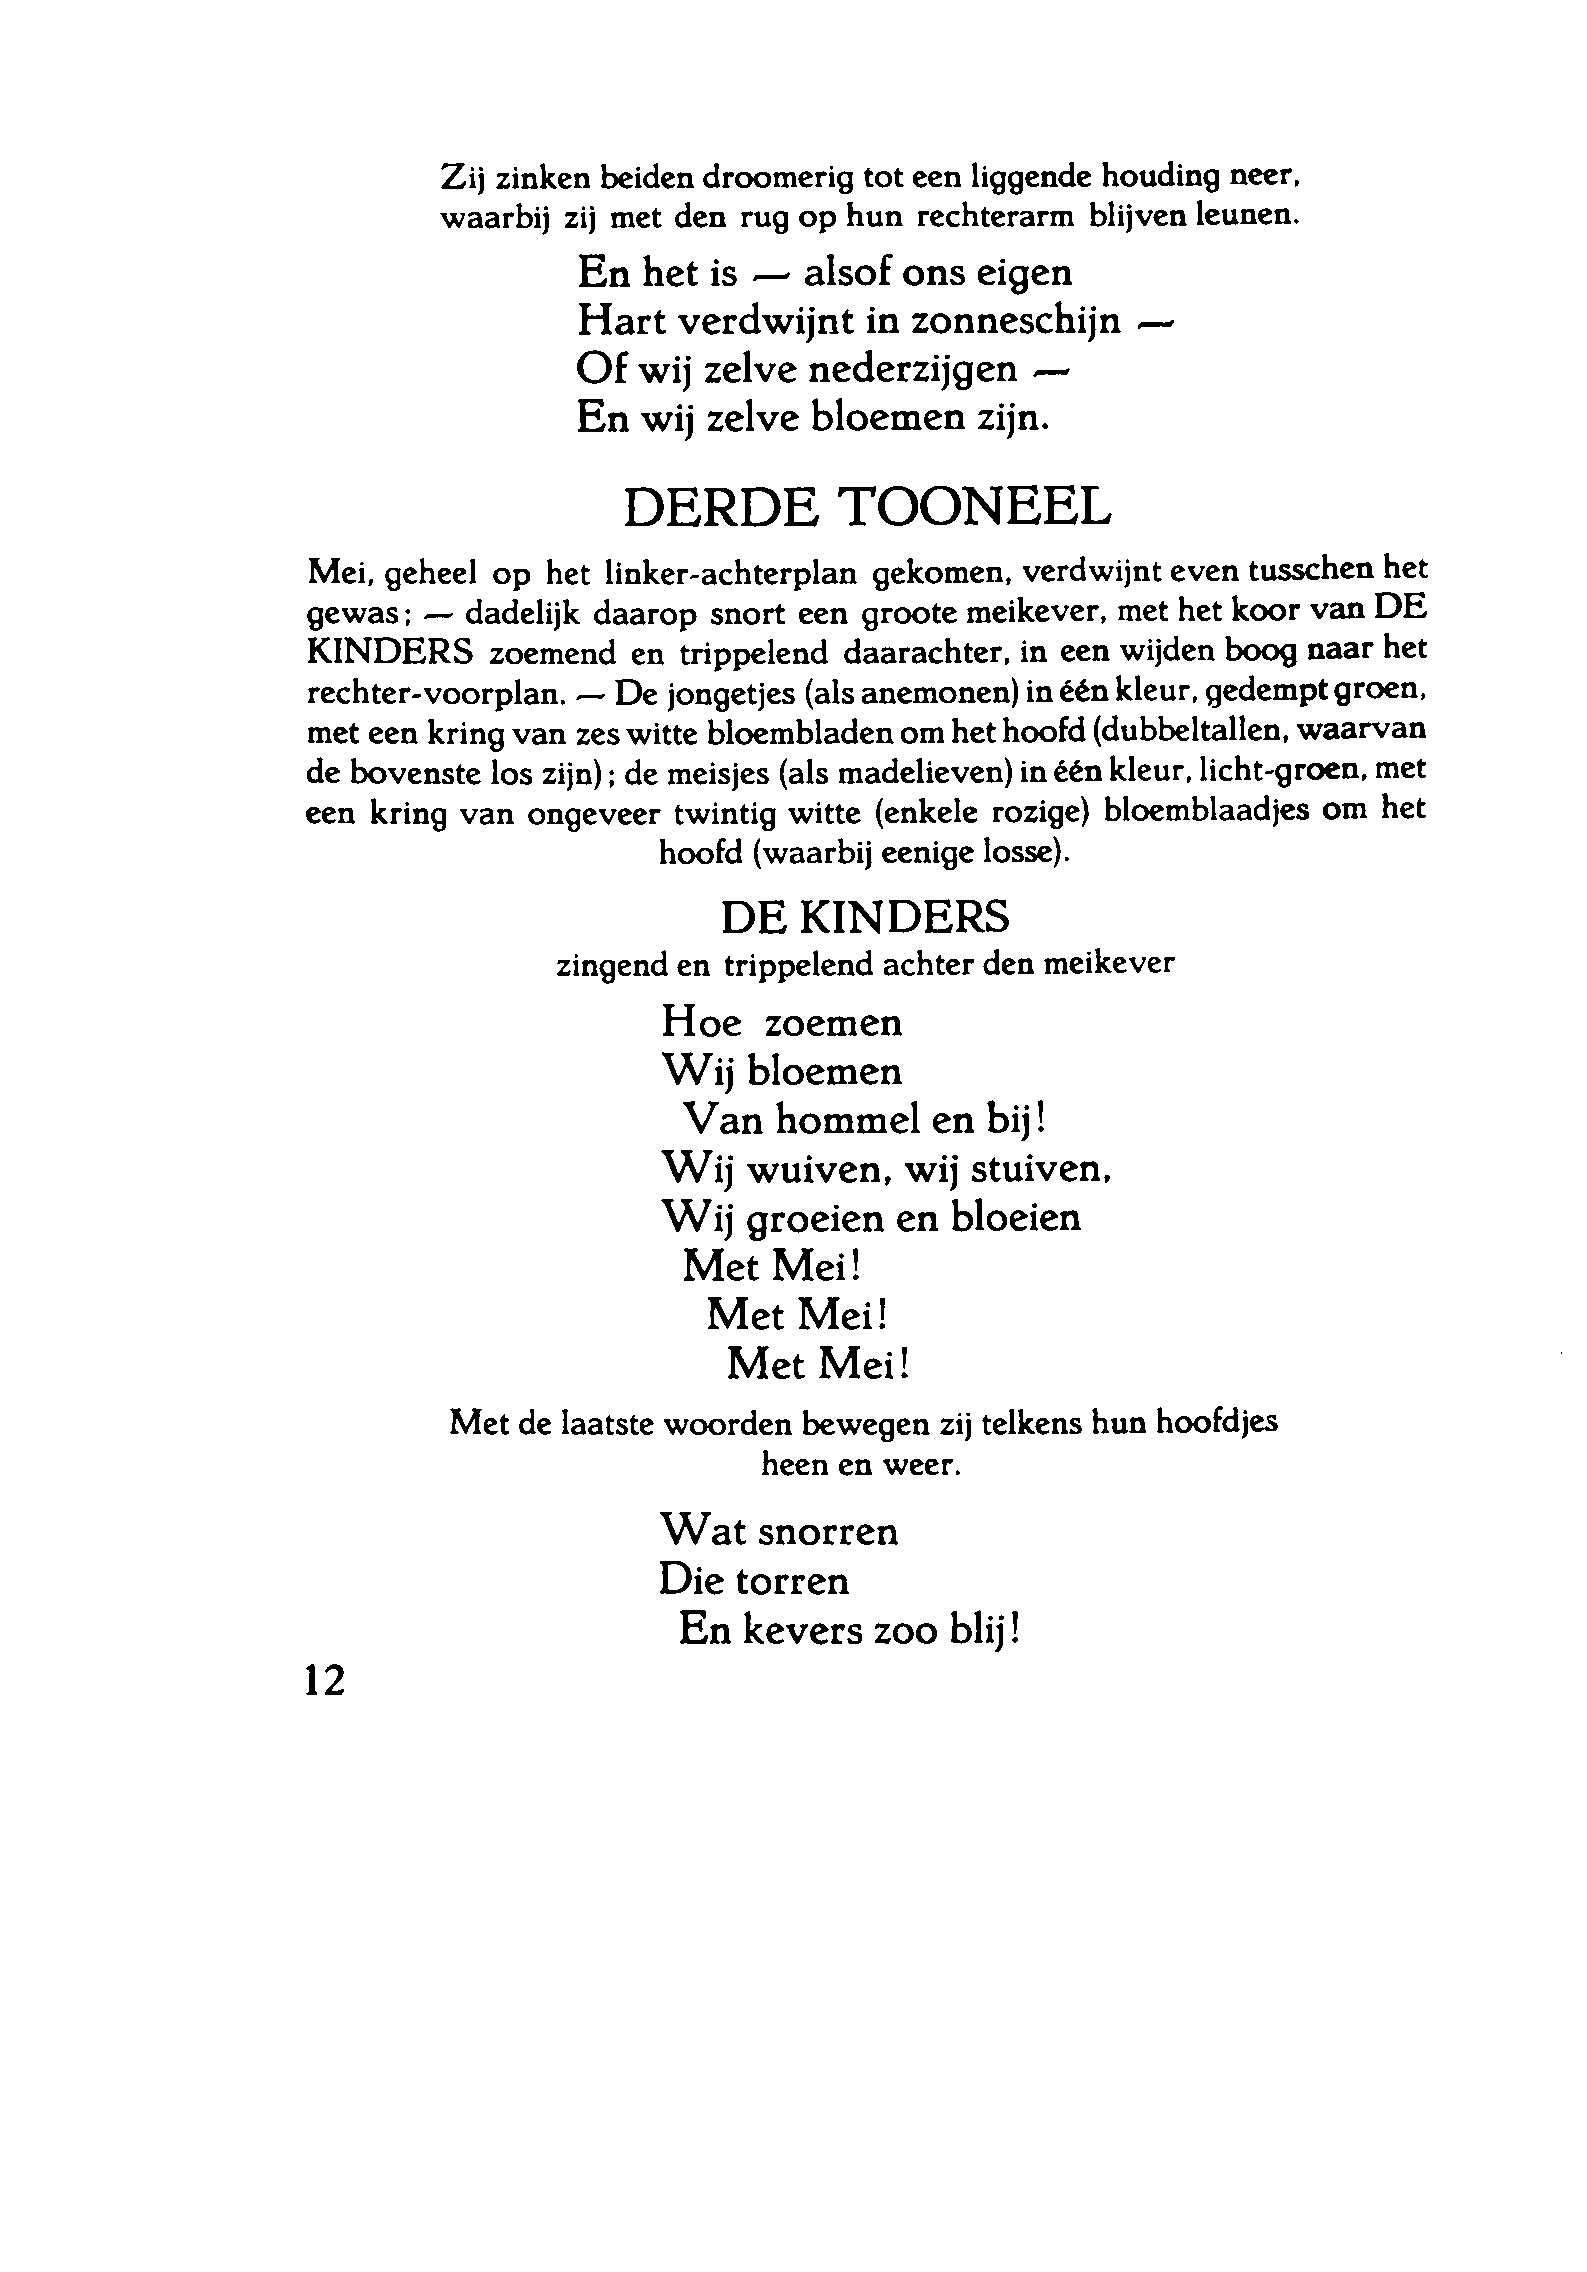 Zij zinken beiden droomerig tot een liggende houding neer,
waarbij zij met den rug op hun rechterarm blijven leunen.
En het is — alsof ons eigen
Hart verdwijnt in zonneschijn —
Of wij zelve nederzijgen —
En wij zelve bloemen zijn.
DERDE TOONEEL
Mei, geheel op het linker-achterplan gekomen, verdwijnt even tusschen het
gewas; — dadelijk daarop snort een groote meikever, met het koor van DE
KINDERS zoemend en trippelend daarachter, in een wijden boog naar het
rechter-voorplan. — De jongetjes (als anemonen) in één kleur, gedempt groen,
met een kring van zes witte bloembladen om het hoofd (dubbeltallen, waarvan
de bovenste los zijn); de meisjes (als madelieven) in één kleur, licht-groen, met
een kring van ongeveer twintig witte (enkele rozige) bloemblaadjes om het
hoofd (waarbij eenige losse).
DE KINDERS
zingend en trippelend achter den meikever
Hoe zoemen
Wij bloemen
Van hommel en bij!
Wij wuiven, wij stuiven,
Wij groeien en bloeien
Met Mei!
Met Mei!
Met Mei!
Met de laatste woorden bewegen zij telkens hun hoofdjes
heen en weer.
Wat snorren
Die torren
En kevers zoo blij!
12